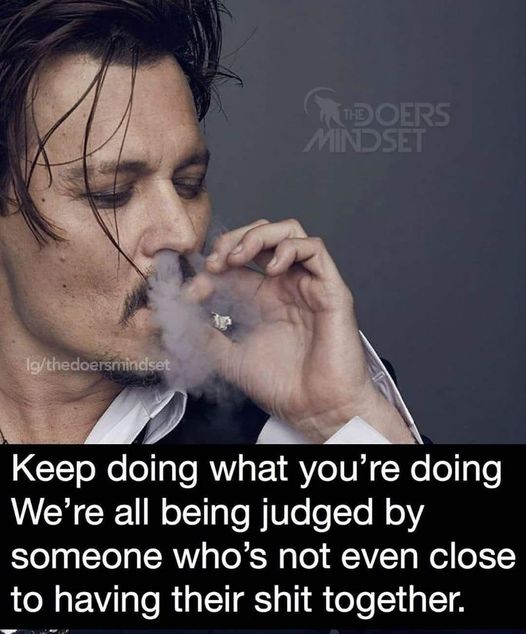 THE DOERS
MINDSET
Ig/thedoersmindset
Keep doing what you're doing
We're all being judged by
someone who's not even close
to having their shit together.